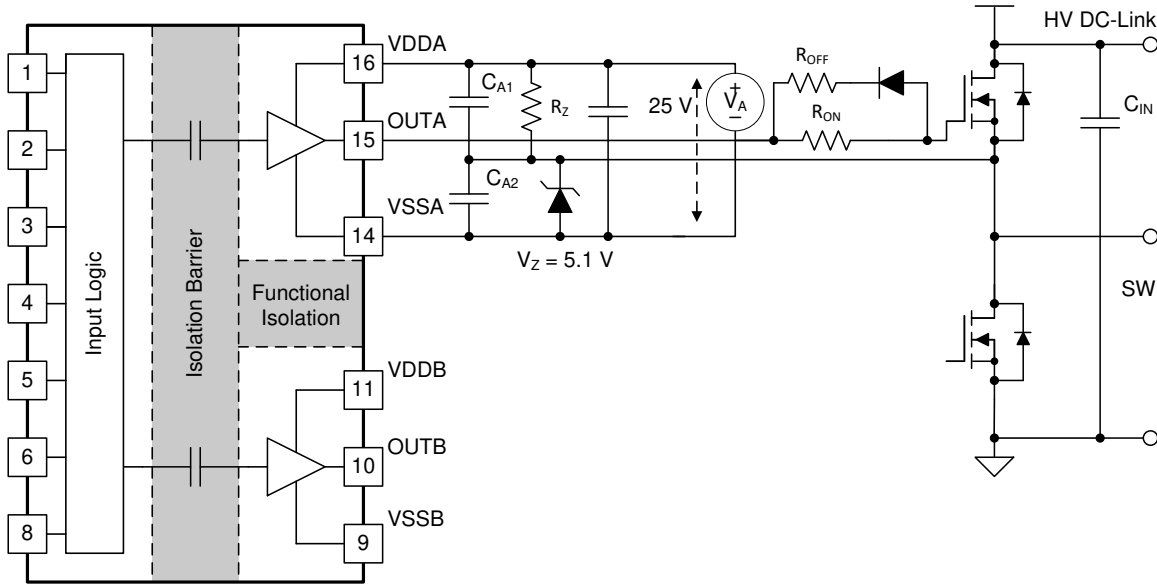 1
2
3
4
5
6
8
Input Logic
Isolation Barrier
Functional
Isolation
16
15
14
11
10
9
VDDA
OUTA
VSSA
VDDB
OUTB
VSSB
CA1
RZ
CA2
VZ = 5.1 V
25 V
+
VA
–
ROFF
RON
HV DC-Link
CIN
SW